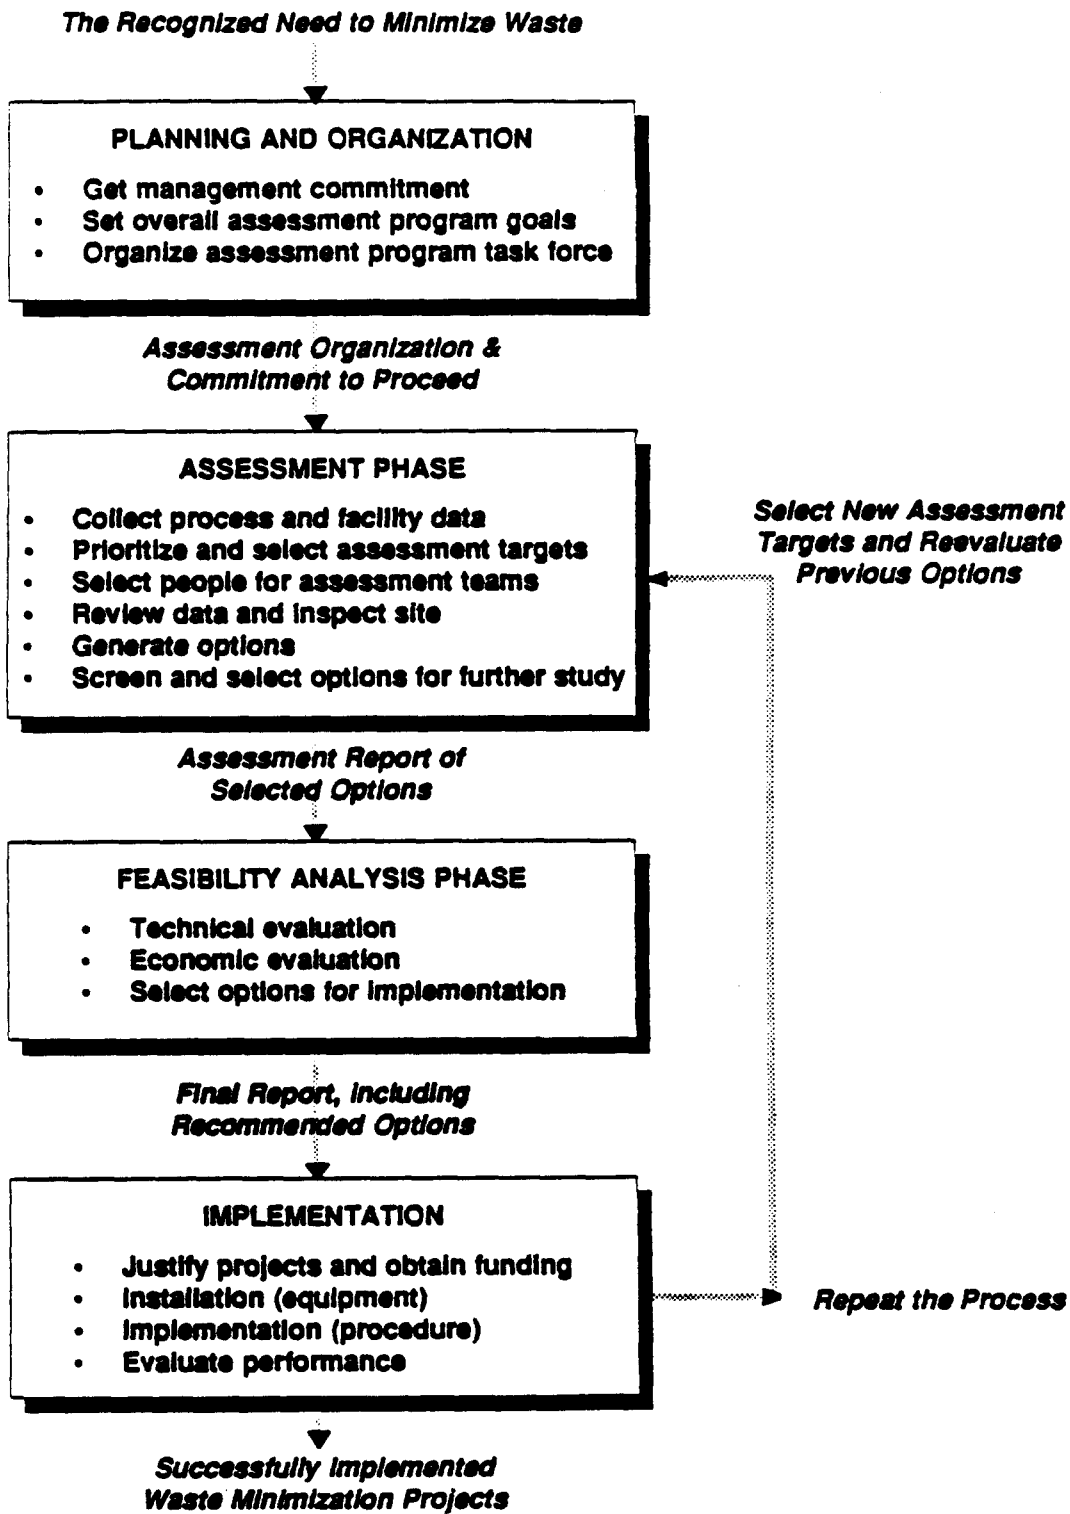 The Recognized Need to Minimize Waste
PLANNING AND ORGANIZATION
• Get management commitment
• Set overall assessment program goals
• Organize assessment program task force
Assessment Organization &
Commitment to Proceed
ASSESSMENT PHASE
• Collect process and facility data
• Prioritize and select assessment targets
• Select people for assessment teams
• Review data and inspect site
• Generate options
• Screen and select options for further study
Select New Assessment
Targets and Reevaluate
Previous Options
Assessment Report of
Selected Options
FEASIBILITY ANALYSIS PHASE
• Technical evaluation
• Economic evaluation
• Select options for implementation
Final Report, including
Recommended Options
IMPLEMENTATION
• Justify projects and obtain funding
• Installation (equipment)
• Implementation (procedure)
• Evaluate performance
Repeat the Process
Successfully Implemented
Waste Minimization Projects